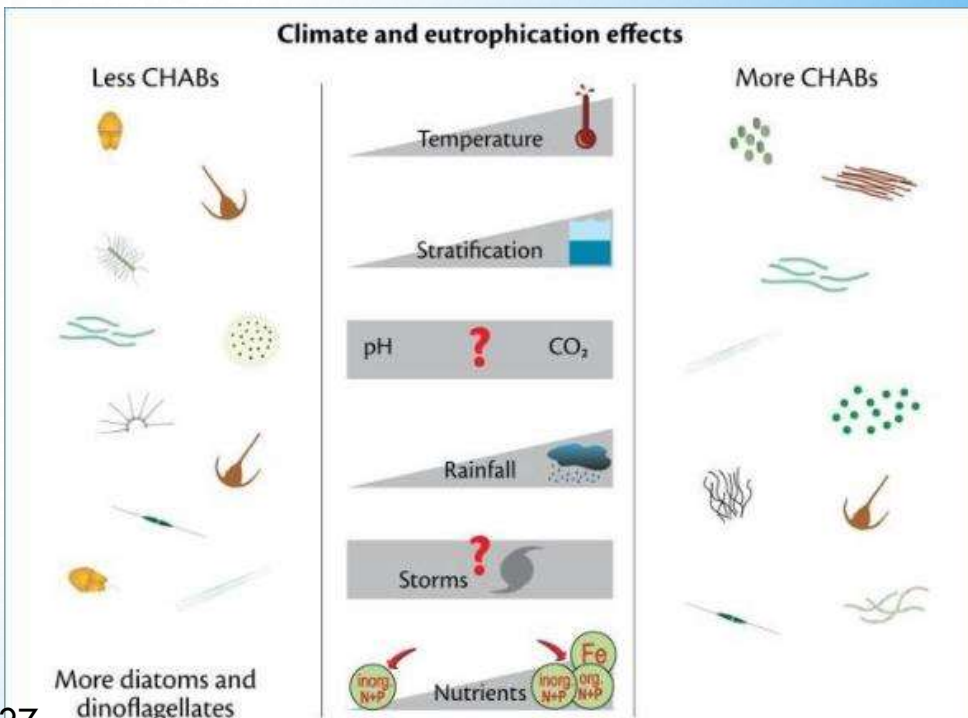 Climate and eutrophication effects
Less CHABs
More CHABs
Temperature
Stratification
pH ? CO₂
Rainfall
?
Storms
Fe
inorg. N+P
Nutrients
inorg. N+P
org. N+P
More diatoms and
dinoflagellates